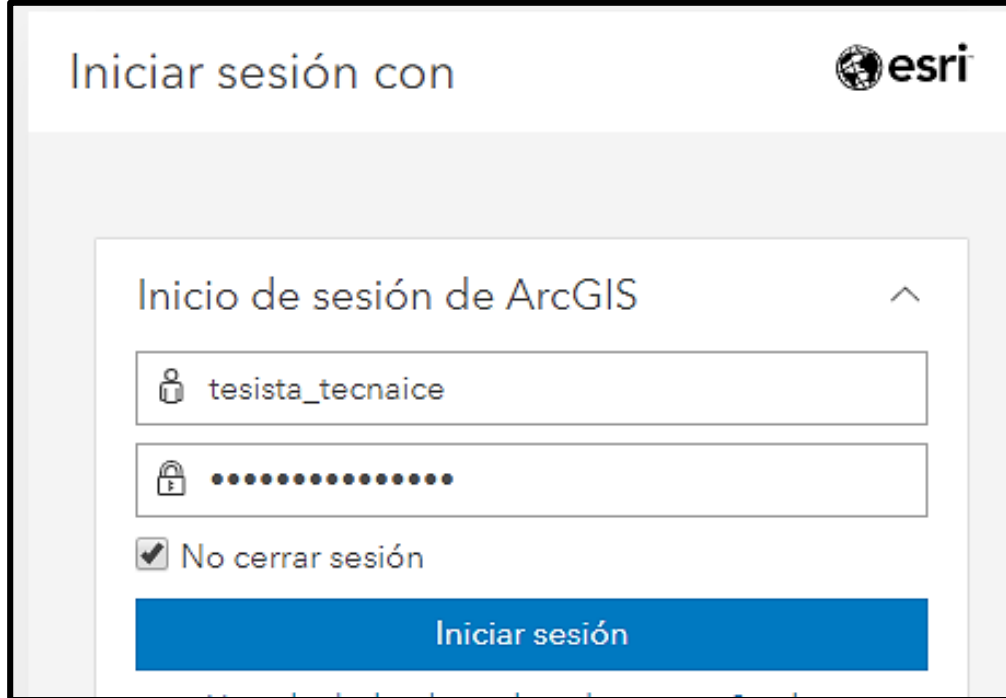 Iniciar sesión con
esri
Inicio de sesión de ArcGIS
tesista_tecnaice
•••••••••••••••
No cerrar sesión
Iniciar sesión